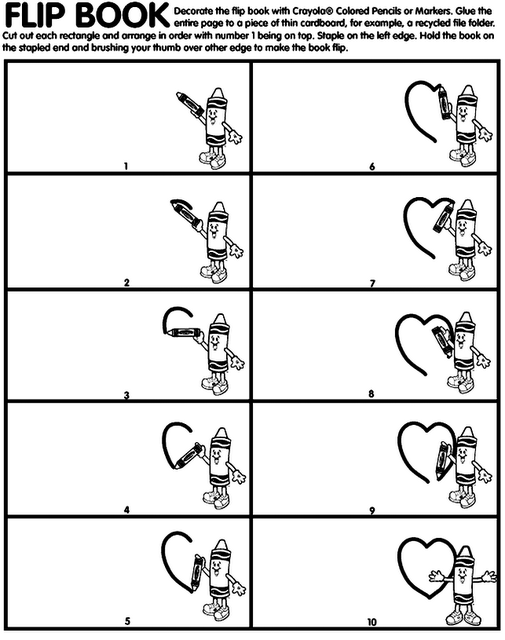 FLIP BOOK
Decorate the flip book with Crayola® Colored Pencils or Markers. Glue the
entire page to a piece of thin cardboard, for example, a recycled file folder.
Cut out each rectangle and arrange in order with number 1 being on top. Staple on the left edge. Hold the book on
the stapled end and brushing your thumb over other edge to make the book flip.
1
2
3
4
5
6
7
8
9
10